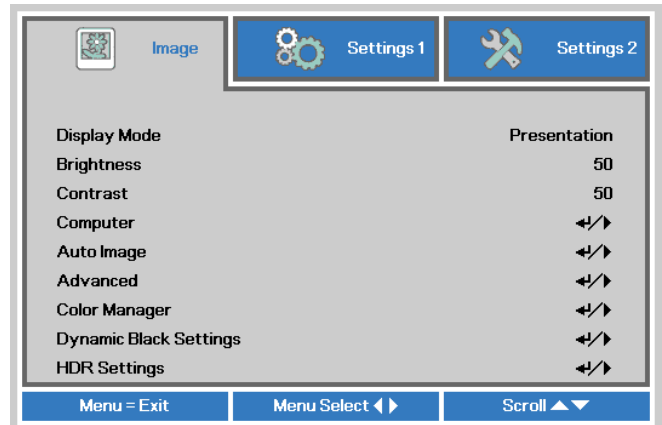 Image Settings 1 Settings 2
Display Mode Presentation
Brightness 50
Contrast 50
Computer ↵/▶
Auto Image ↵/▶
Advanced ↵/▶
Color Manager ↵/▶
Dynamic Black Settings ↵/▶
HDR Settings ↵/▶
Menu = Exit Menu Select ◀▶ Scroll ▲▼